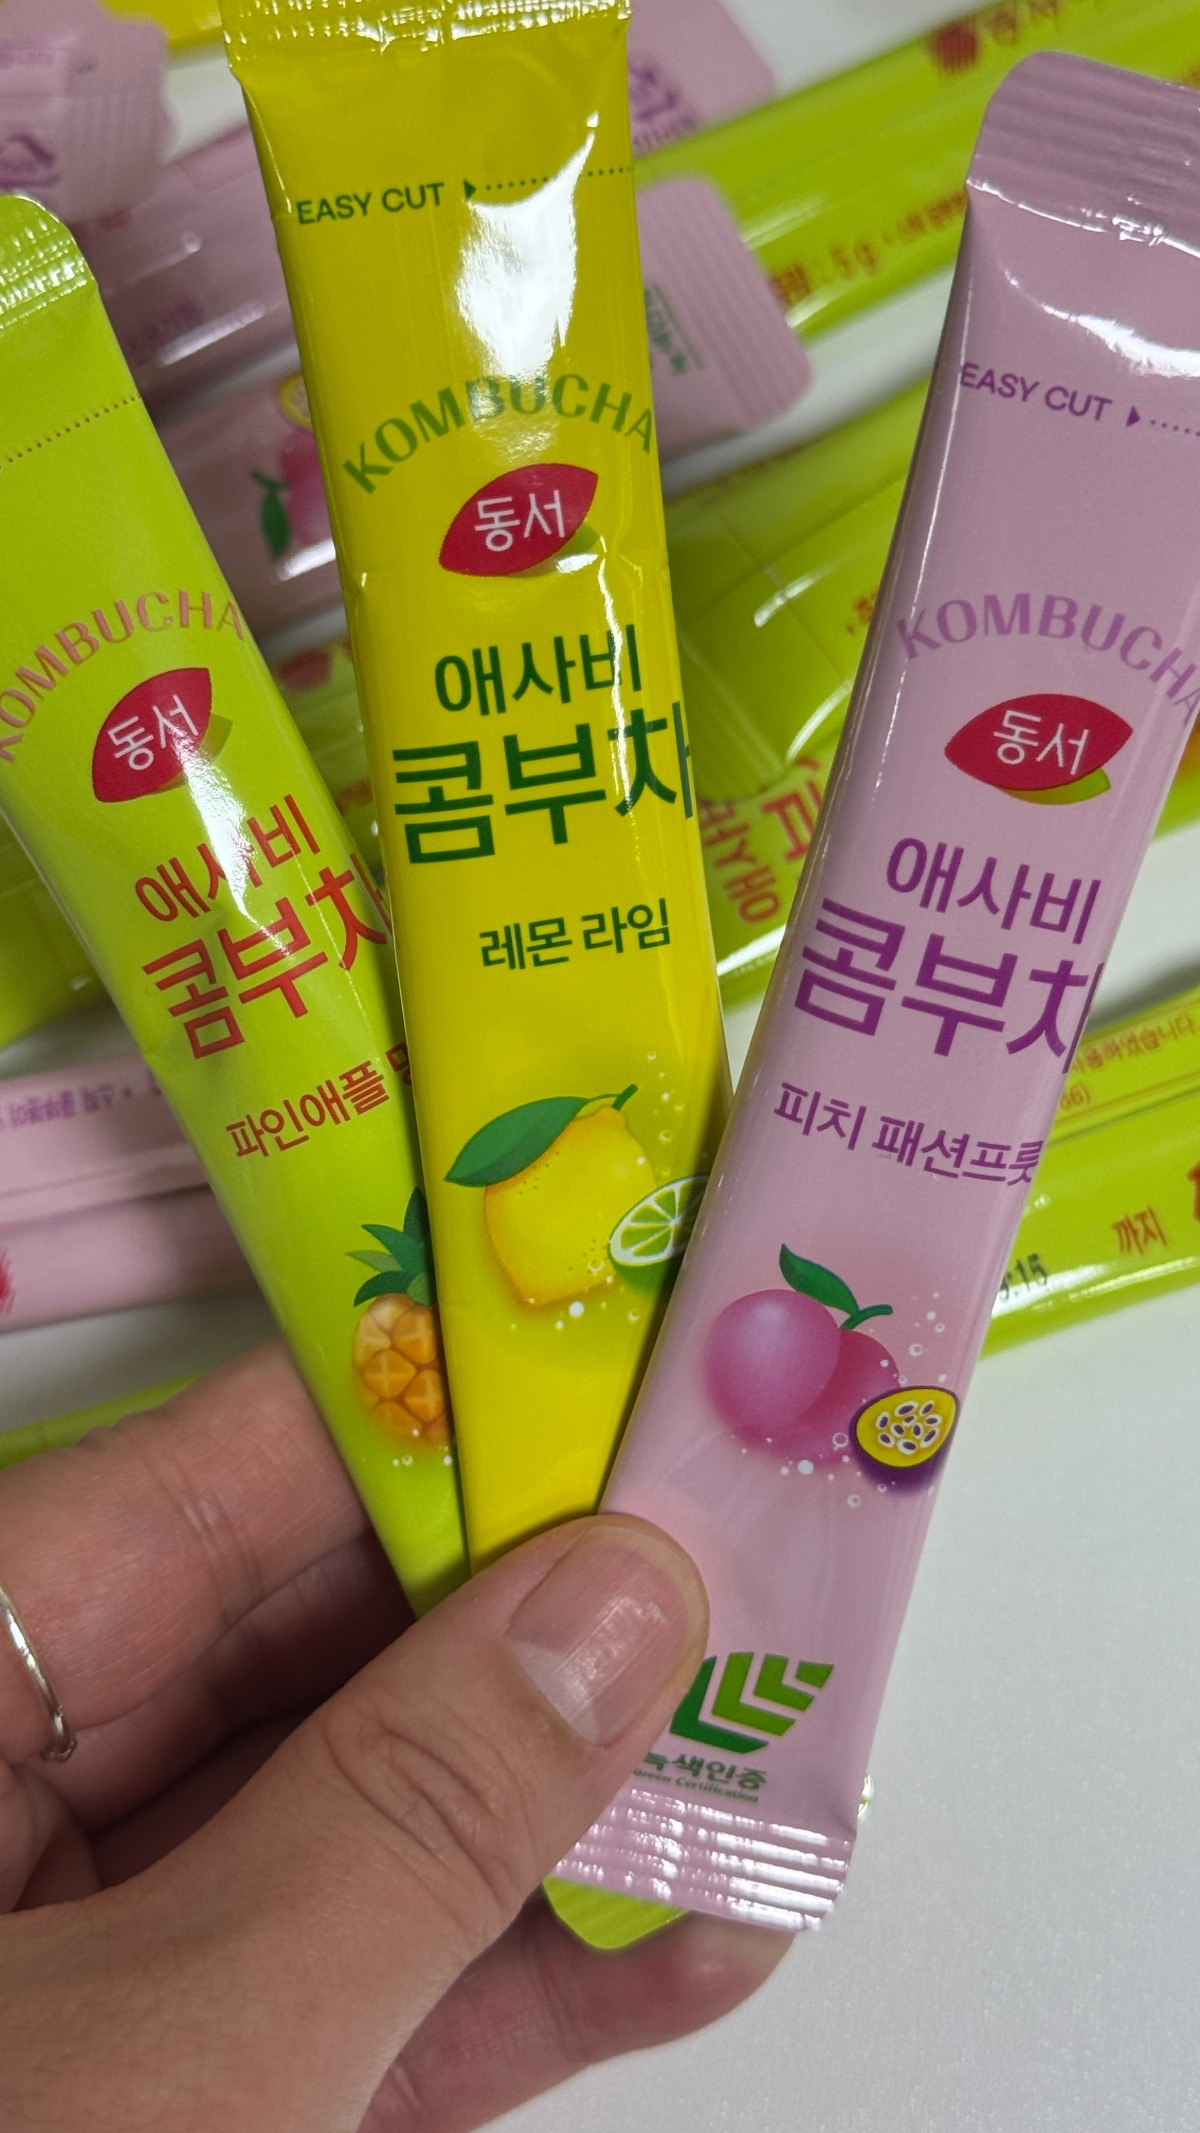 KOMBUCHA
동서
애사비
콤부차
파인애플
EASY CUT
KOMBUCHA
동서
애사비
콤부차
레몬 라임
EASY CUT
KOMBUCHA
동서
애사비
콤부차
피치 패션프룻
녹색인증
Green Certification
5g
까지
:15